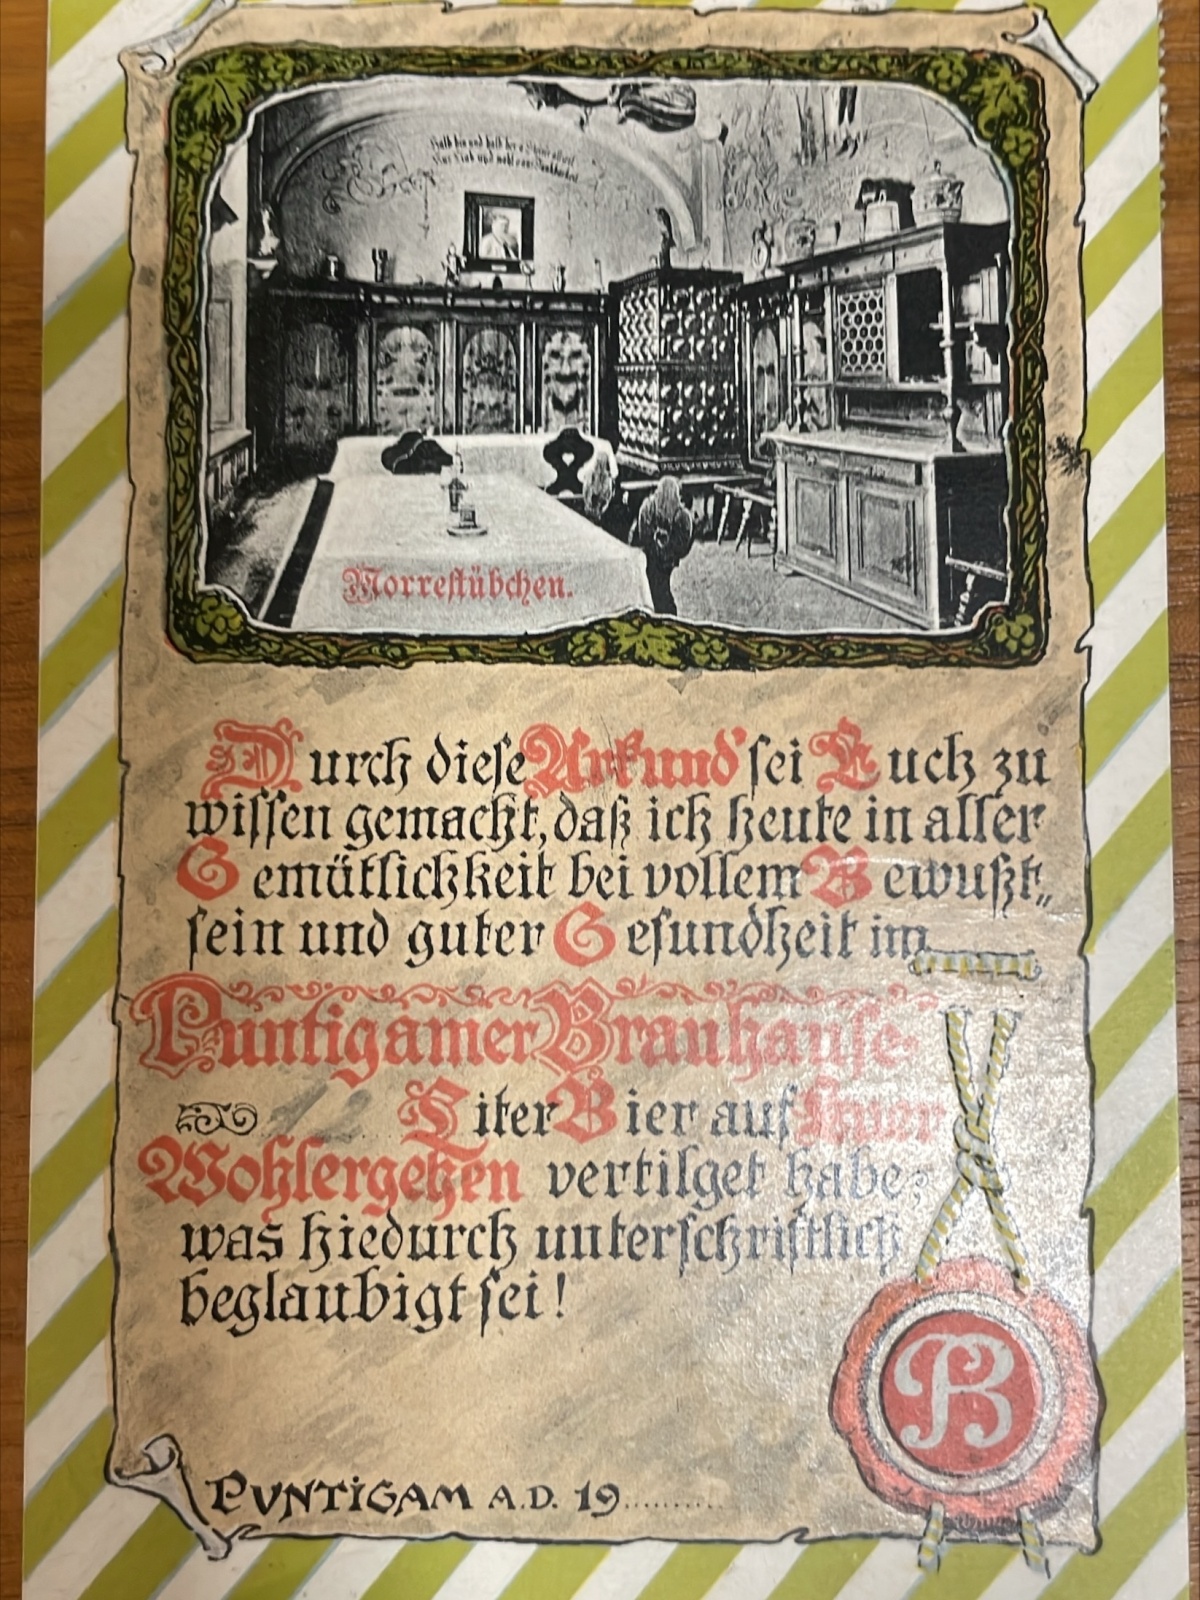 Morrestübchen.
Durch diese Urkund' sei Euch zu
wissen gemacht, daß ich heute in aller
Gemütlichkeit bei vollem Bewußt„
sein und guter Gesundheit im
Puntigamer Brauhause
Liter Bier auf Euer
Wohlergehen vertilget habe;
was hiedurch unterschriftlich
beglaubigt sei!
B
PUNTIGAM A.D. 19..........